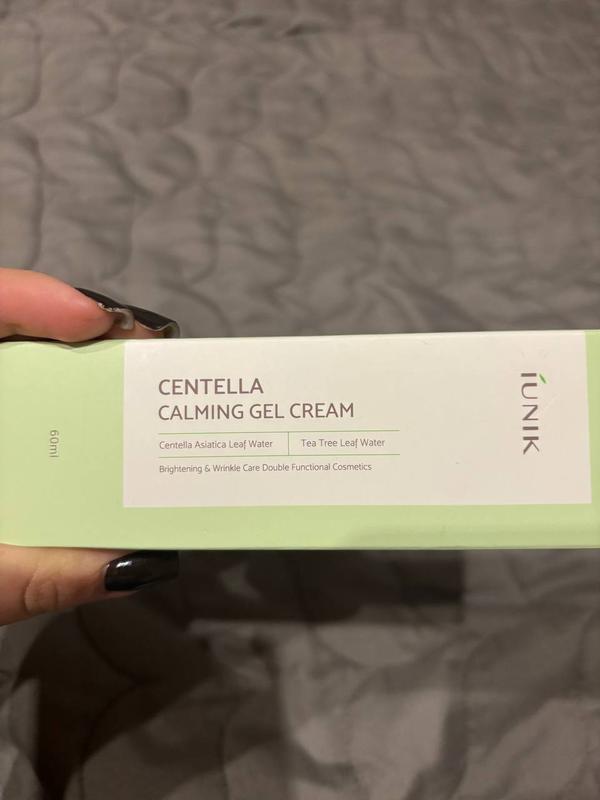 CENTELLA
CALMING GEL CREAM
Centella Asiatica Leaf Water
Tea Tree Leaf Water
Brightening & Wrinkle Care Double Functional Cosmetics
IUNIK
60ml